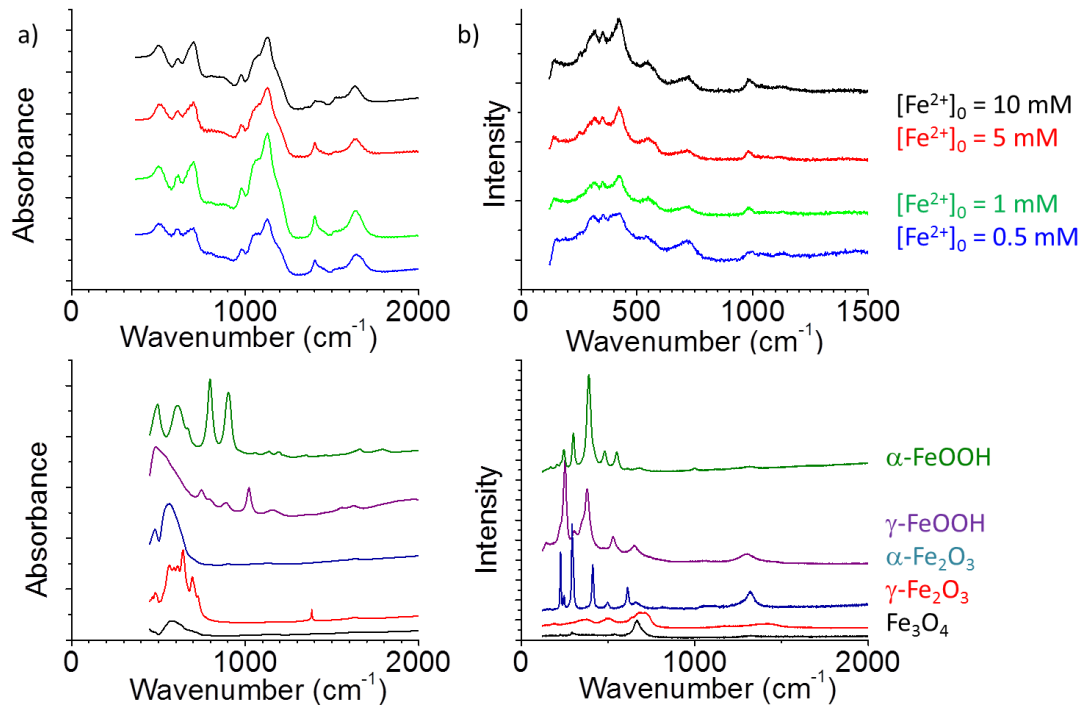 a)
Absorbance
0 1000 2000
Wavenumber (cm⁻¹)
b)
Intensity
0 500 1000 1500
Wavenumber (cm⁻¹)
[Fe²⁺]₀ = 10 mM
[Fe²⁺]₀ = 5 mM
[Fe²⁺]₀ = 1 mM
[Fe²⁺]₀ = 0.5 mM
Absorbance
0 1000 2000
Wavenumber (cm⁻¹)
Intensity
0 1000 2000
Wavenumber (cm⁻¹)
α-FeOOH
γ-FeOOH
α-Fe₂O₃
γ-Fe₂O₃
Fe₃O₄